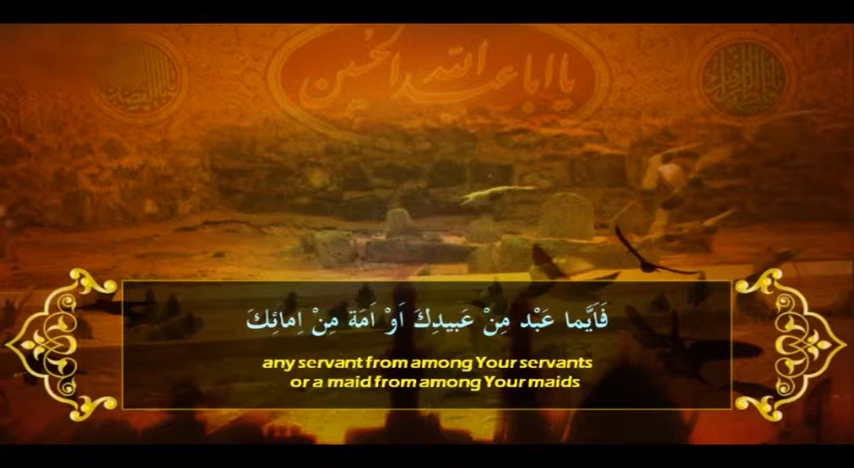 يا ابا عبد الله الحسين
فَاَيَّما عَبْد مِنْ عَبيدِكَ اَوْ اَمَة مِنْ اِمائِكَ
any servant from among Your servants
or a maid from among Your maids